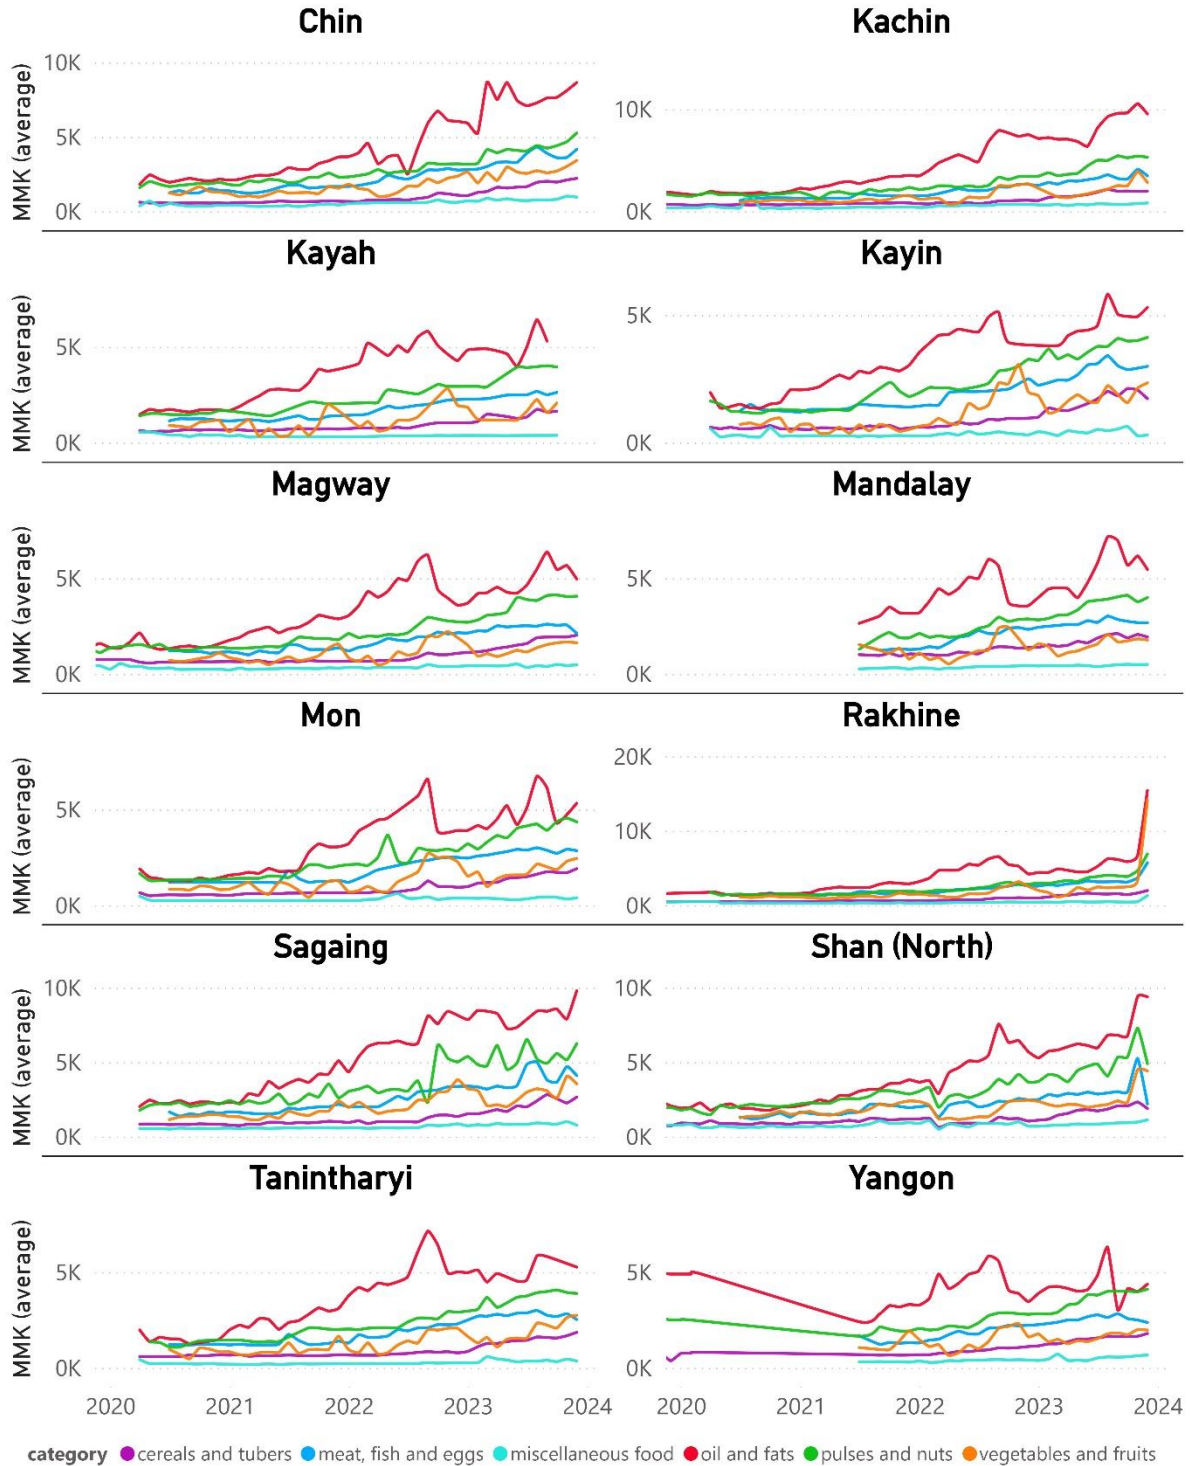 Chin
Kachin
MMK (average)
10K
5K
0K
10K
0K
Kayah
Kayin
MMK (average)
5K
0K
5K
0K
Magway
Mandalay
MMK (average)
5K
0K
5K
0K
Mon
Rakhine
MMK (average)
5K
0K
20K
10K
0K
Sagaing
Shan (North)
MMK (average)
10K
5K
0K
10K
5K
0K
Tanintharyi
Yangon
MMK (average)
5K
0K
5K
0K
2020 2021 2022 2023 2024
2020 2021 2022 2023 2024
category cereals and tubers meat, fish and eggs miscellaneous food oil and fats pulses and nuts vegetables and fruits